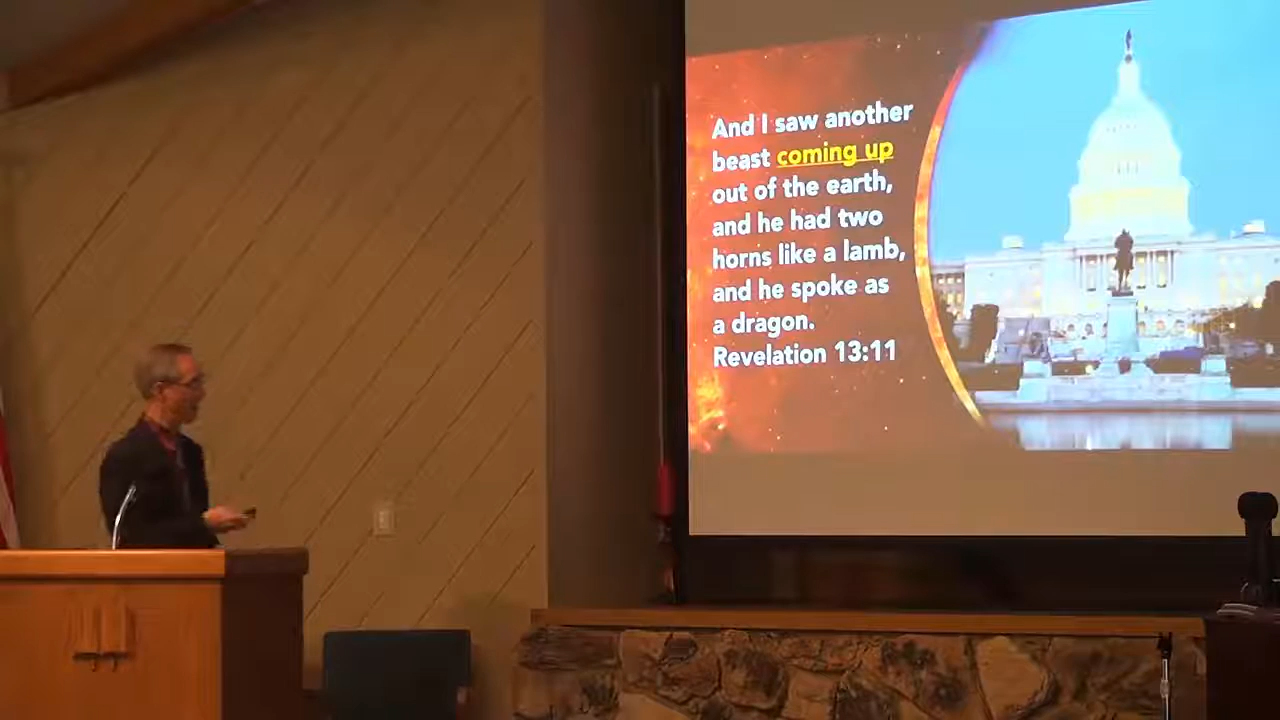 And I saw another
beast coming up
out of the earth,
and he had two
horns like a lamb,
and he spoke as
a dragon.
Revelation 13:11